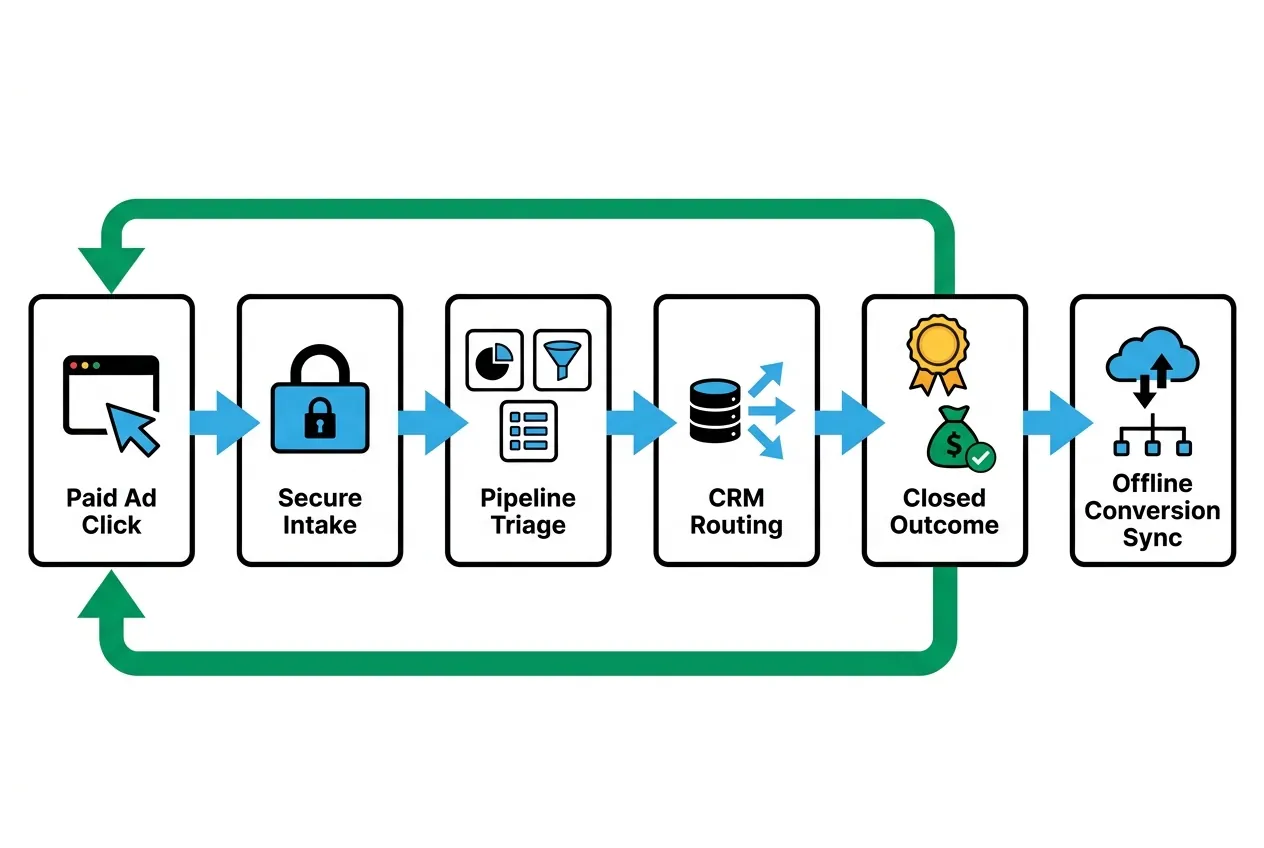 Paid Ad
Click
Secure
Intake
Pipeline
Triage
CRM
Routing
$
Closed
Outcome
Offline
Conversion
Sync